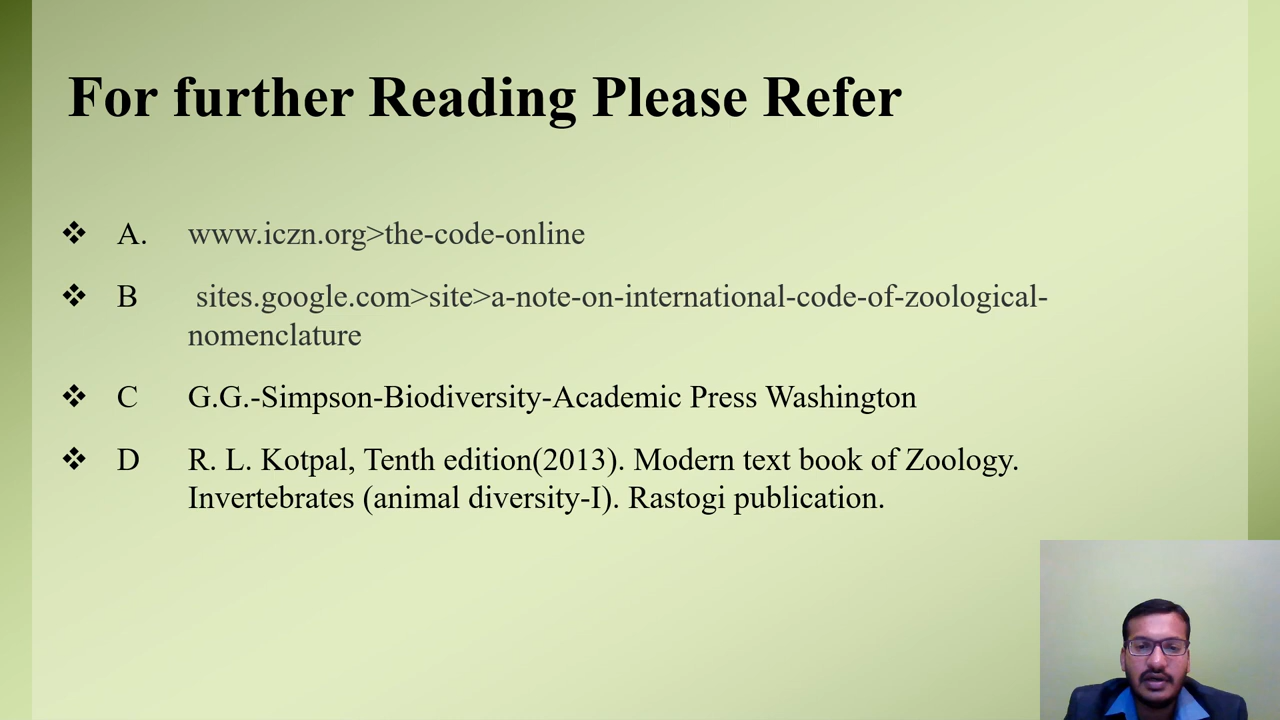 For further Reading Please Refer
❖ A. www.iczn.org>the-code-online
❖ B sites.google.com>site>a-note-on-international-code-of-zoological-
nomenclature
❖ C G.G.-Simpson-Biodiversity-Academic Press Washington
❖ D R. L. Kotpal, Tenth edition(2013). Modern text book of Zoology.
Invertebrates (animal diversity-I). Rastogi publication.